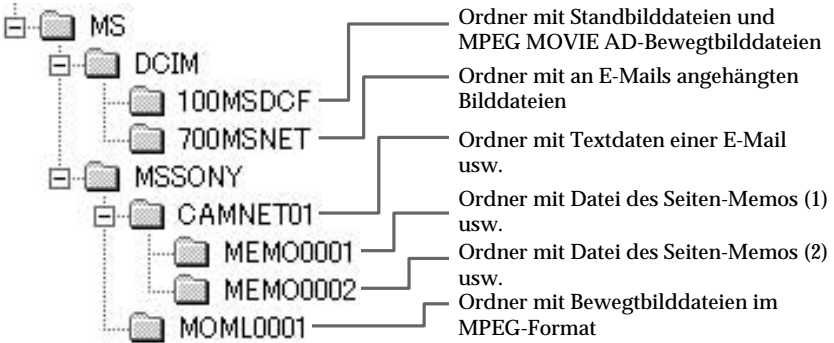 MS
DCIM
100MSDCF
700MSNET
MSSONY
CAMNET01
MEMO0001
MEMO0002
MOML0001
Ordner mit Standbilddateien und
MPEG MOVIE AD-Bewegtbilddateien
Ordner mit an E-Mails angehängten
Bilddateien
Ordner mit Textdaten einer E-Mail
usw.
Ordner mit Datei des Seiten-Memos (1)
usw.
Ordner mit Datei des Seiten-Memos (2)
usw.
Ordner mit Bewegtbilddateien im
MPEG-Format